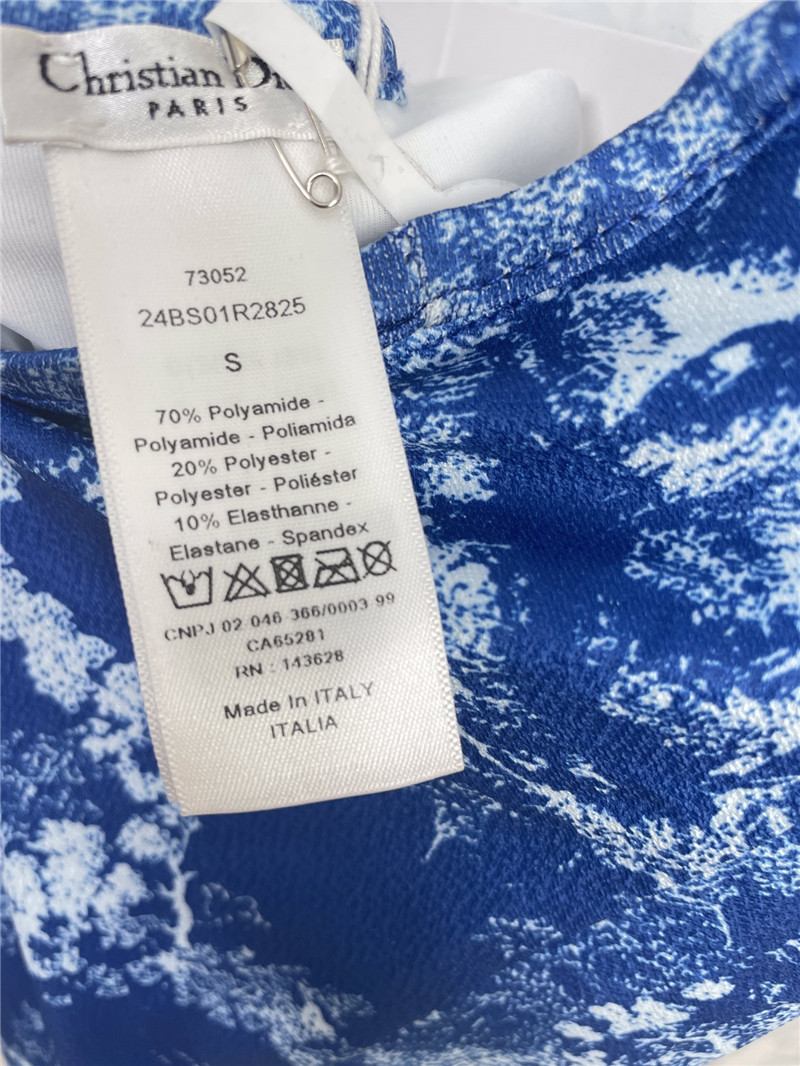 Christian
PARIS
73052
24BS01R2825
S
70% Polyamide -
Polyamide - Poliamida
20% Polyester -
Polyester - Poliéster
10% Elasthanne -
Elastane - Spandex
CNPJ 02 046 366/0003 99
CA65281
RN : 143628
Made In ITALY
ITALIA